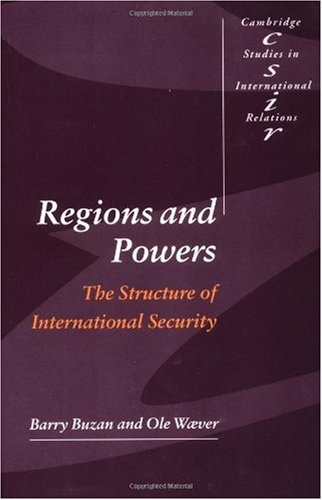 Cambridge
C
Studies in
S
International
i
Relations
r
Regions and
Powers
The Structure of
International Security
Barry Buzan and Ole Wæver